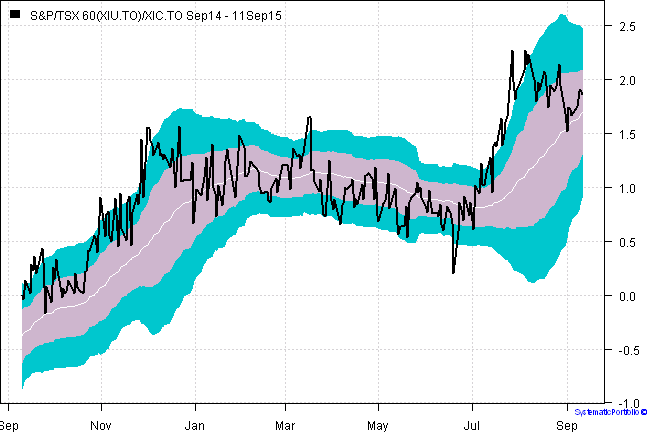 S&P/TSX 60(XIU.TO)/XIC.TO Sep14 - 11Sep15
2.5
2.0
1.5
1.0
0.5
0.0
-0.5
-1.0
Sep Nov Jan Mar May Jul Sep
SystematicPortfolio ©